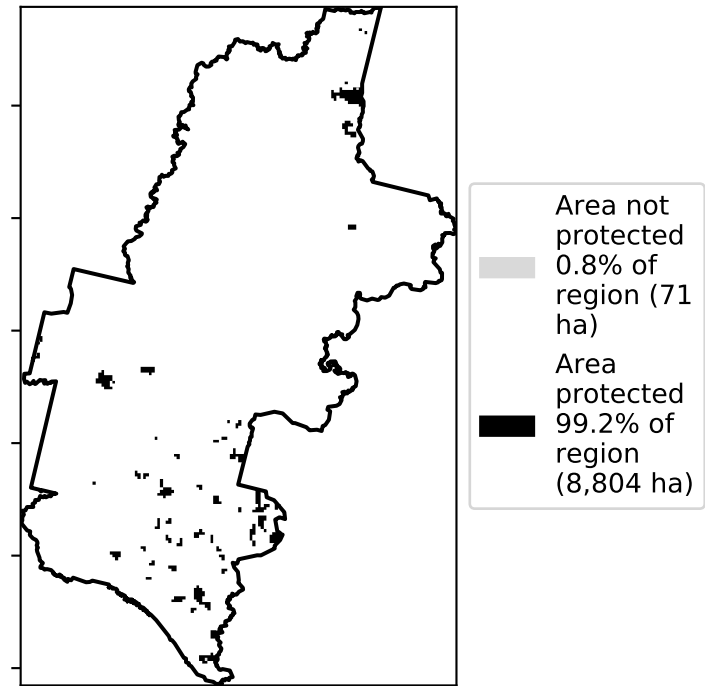 Area not
protected
0.8% of
region (71
ha)
Area
protected
99.2% of
region
(8,804 ha)